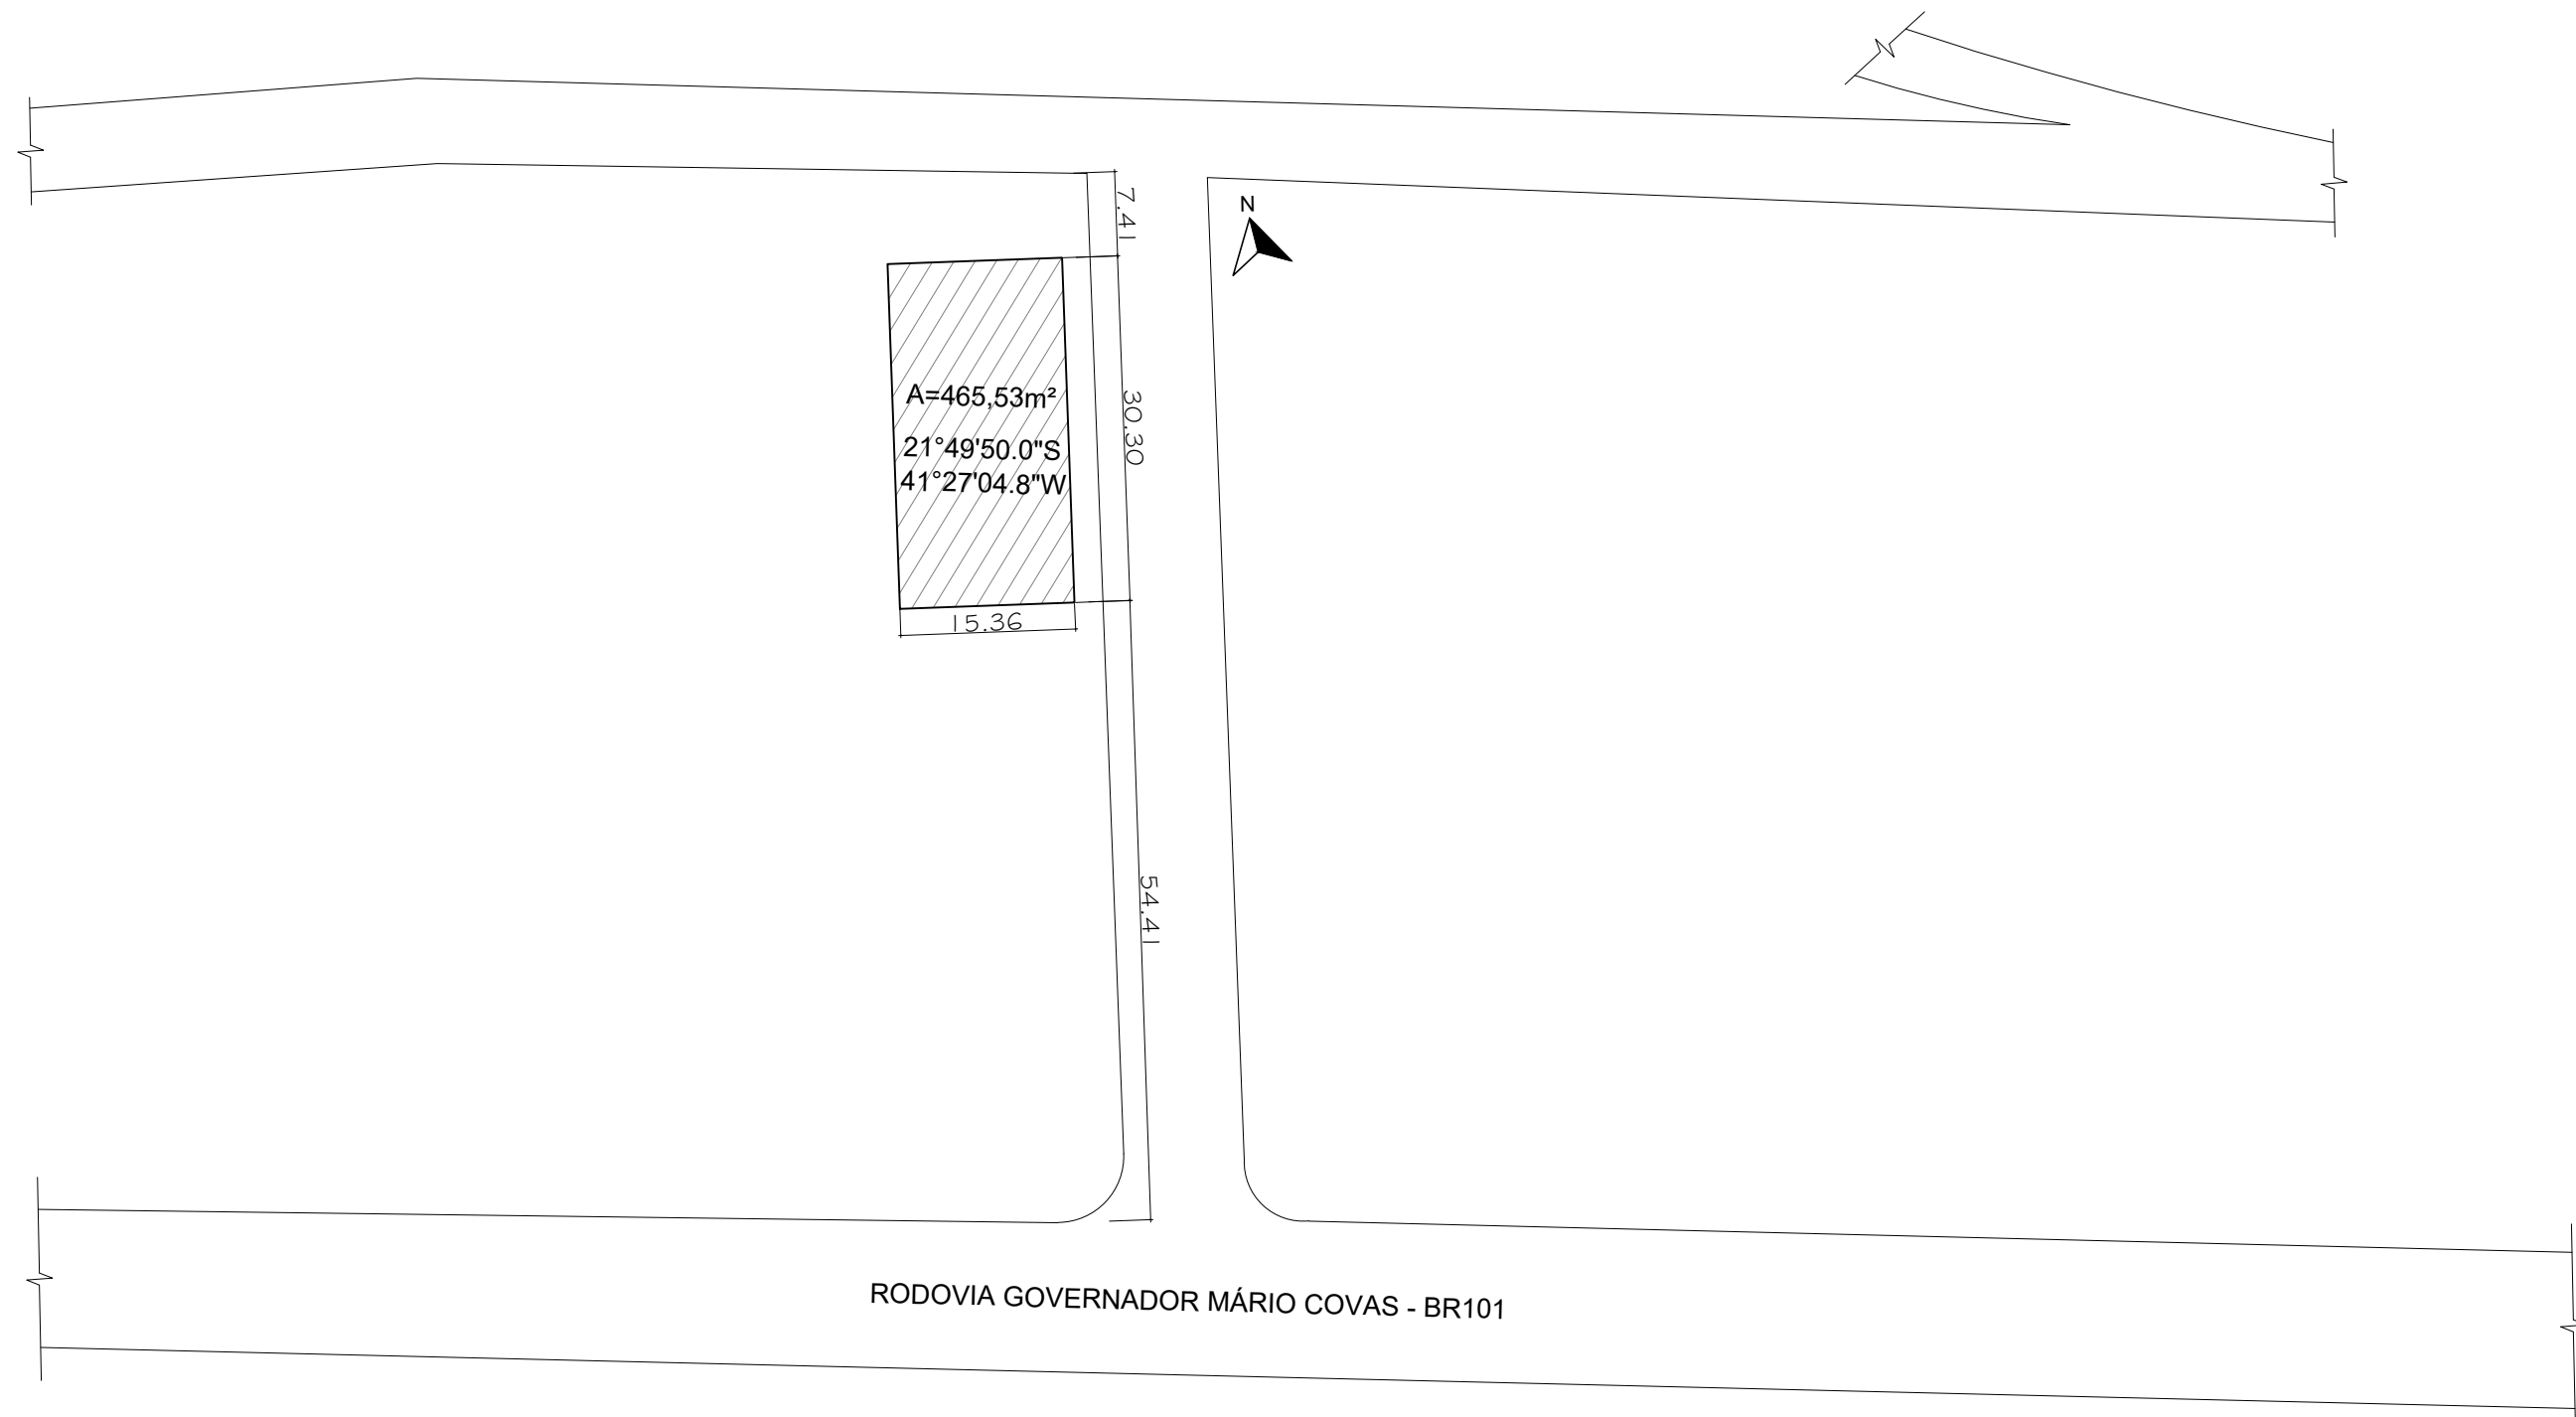 N
7.41
A=465,53m²
30.30
21°49'50.0"S
41°27'04.8"W
15.36
54.41
RODOVIA GOVERNADOR MÁRIO COVAS - BR101